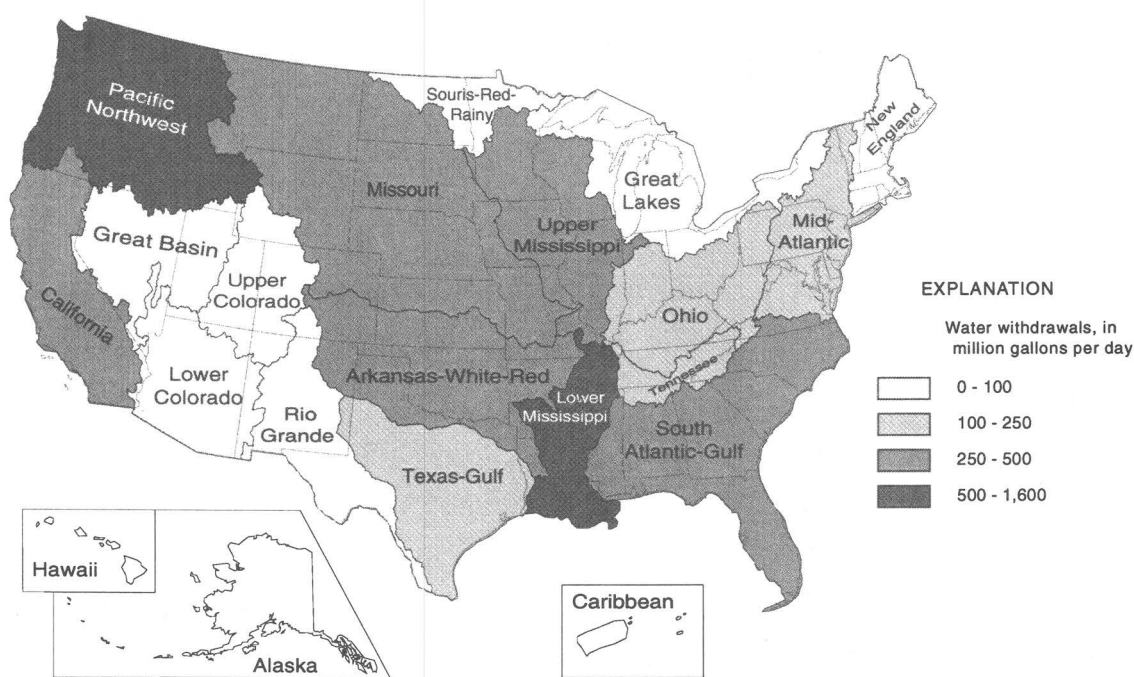 Pacific
Northwest
Souris-Red-
Rainy
New
England
Missouri
Great
Lakes
Upper
Mississippi
Mid-
Atlantic
Great Basin
Upper
Colorado
California
Ohio
Tennessee
Arkansas-White-Red
Lower
Colorado
Lower
Mississippi
Rio
Grande
South
Atlantic-Gulf
Texas-Gulf
Hawaii
Alaska
Caribbean
EXPLANATION
Water withdrawals, in
million gallons per day
0 - 100
100 - 250
250 - 500
500 - 1,600